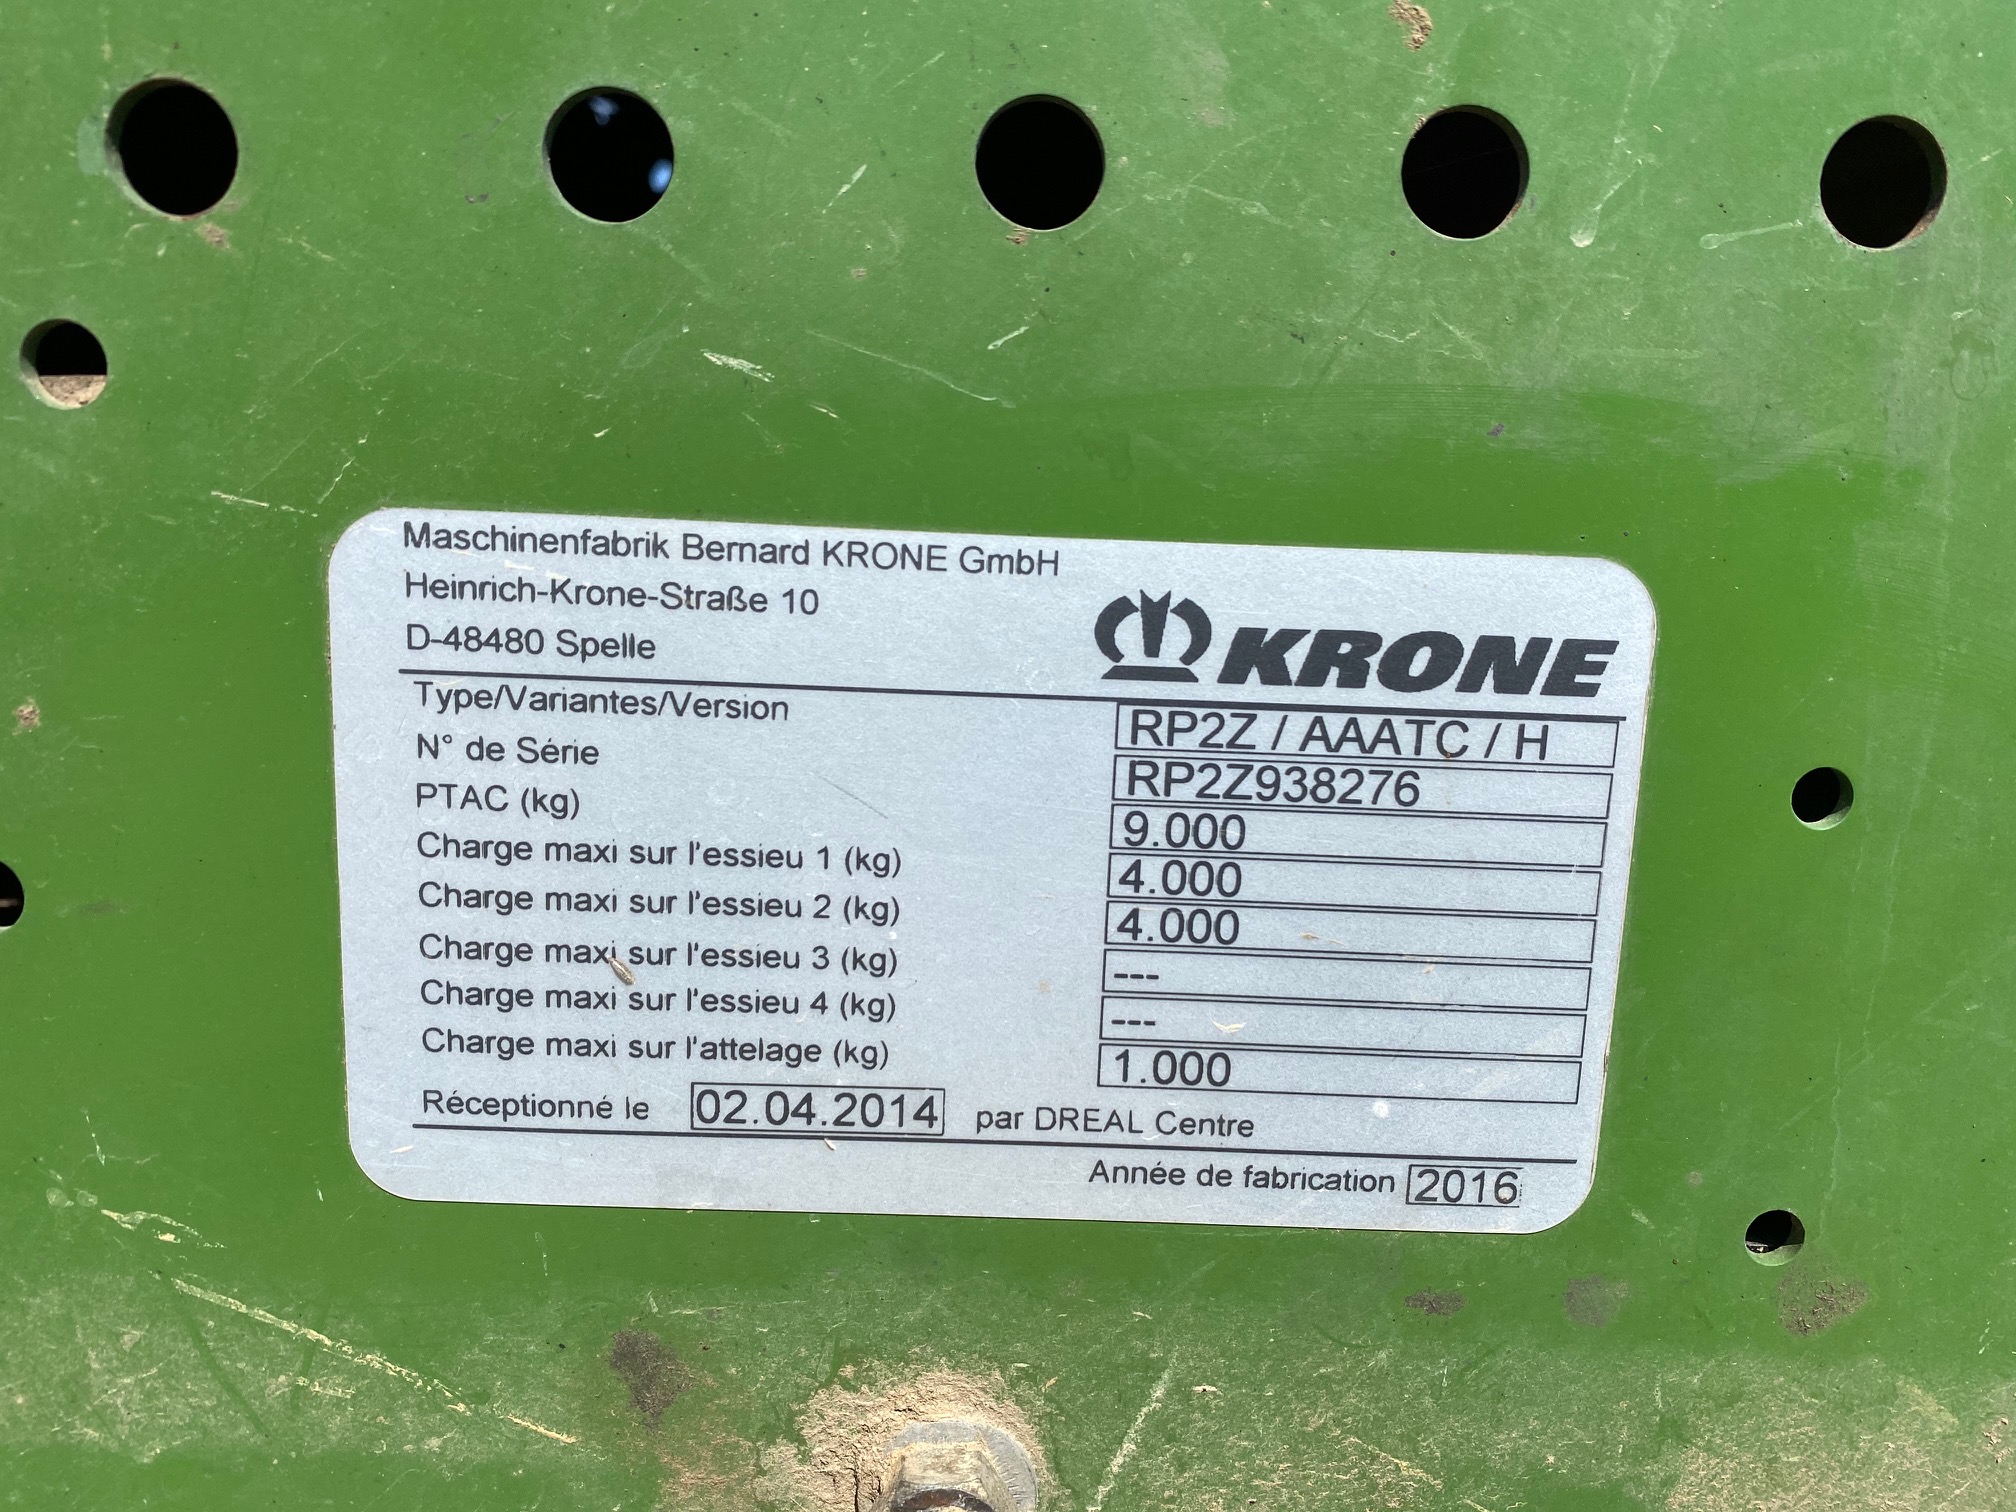 Maschinenfabrik Bernard KRONE GmbH
Heinrich-Krone-Straße 10
D-48480 Spelle
KRONE
Type/Variantes/Version RP2Z / AAATC / H
N° de Série RP2Z938276
PTAC (kg) 9.000
Charge maxi sur l'essieu 1 (kg) 4.000
Charge maxi sur l'essieu 2 (kg) 4.000
Charge maxi sur l'essieu 3 (kg) ---
Charge maxi sur l'essieu 4 (kg) ---
Charge maxi sur l'attelage (kg) 1.000
Réceptionné le 02.04.2014 par DREAL Centre
Année de fabrication 2016